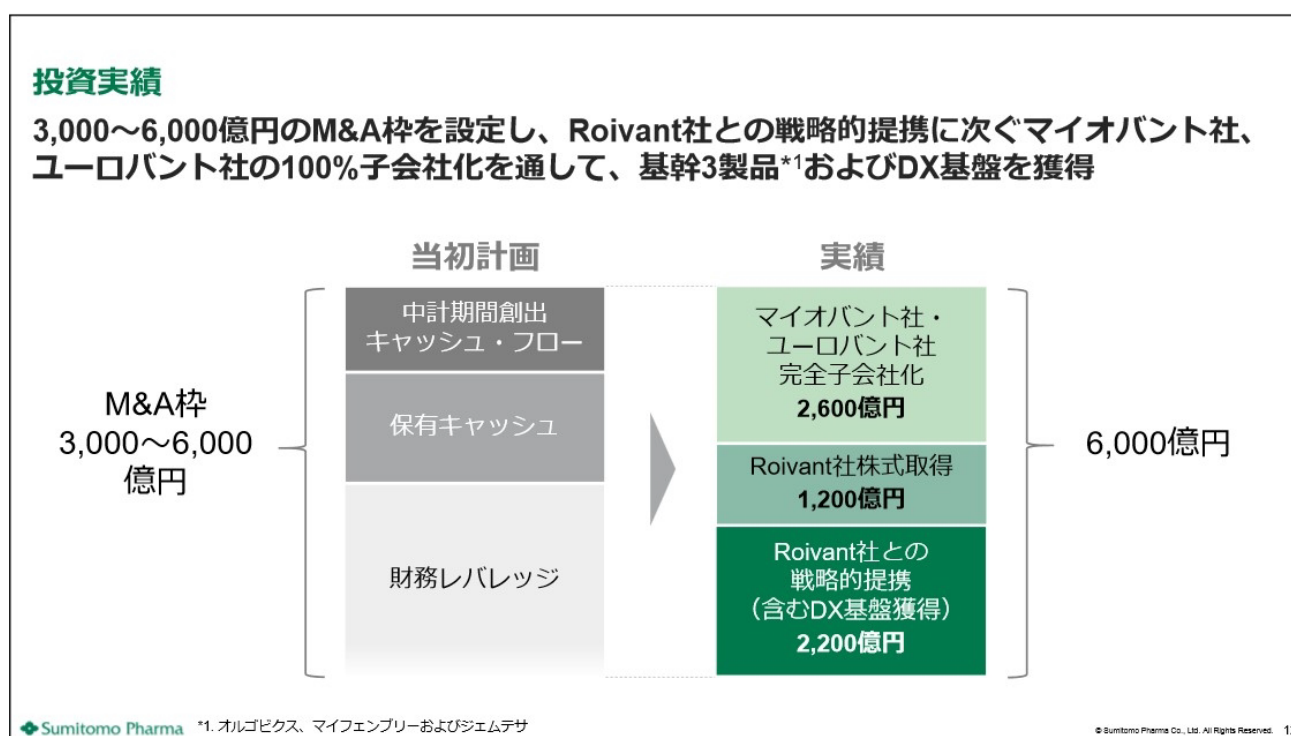 投資実績
3,000～6,000億円のM&A枠を設定し、Roivant社との戦略的提携に次ぐマイオバント社、
ユーロバント社の100%子会社化を通して、基幹3製品*1およびDX基盤を獲得
当初計画
実績
M&A枠
3,000～6,000
億円
中計期間創出
キャッシュ・フロー
保有キャッシュ
財務レバレッジ
マイオバント社・
ユーロバント社
完全子会社化
2,600億円
Roivant社株式取得
1,200億円
Roivant社との
戦略的提携
（含むDX基盤獲得）
2,200億円
6,000億円
Sumitomo Pharma
*1. オルゴビクス、マイフェンブリーおよびジェムテサ
© Sumitomo Pharma Co., Ltd. All Rights Reserved.